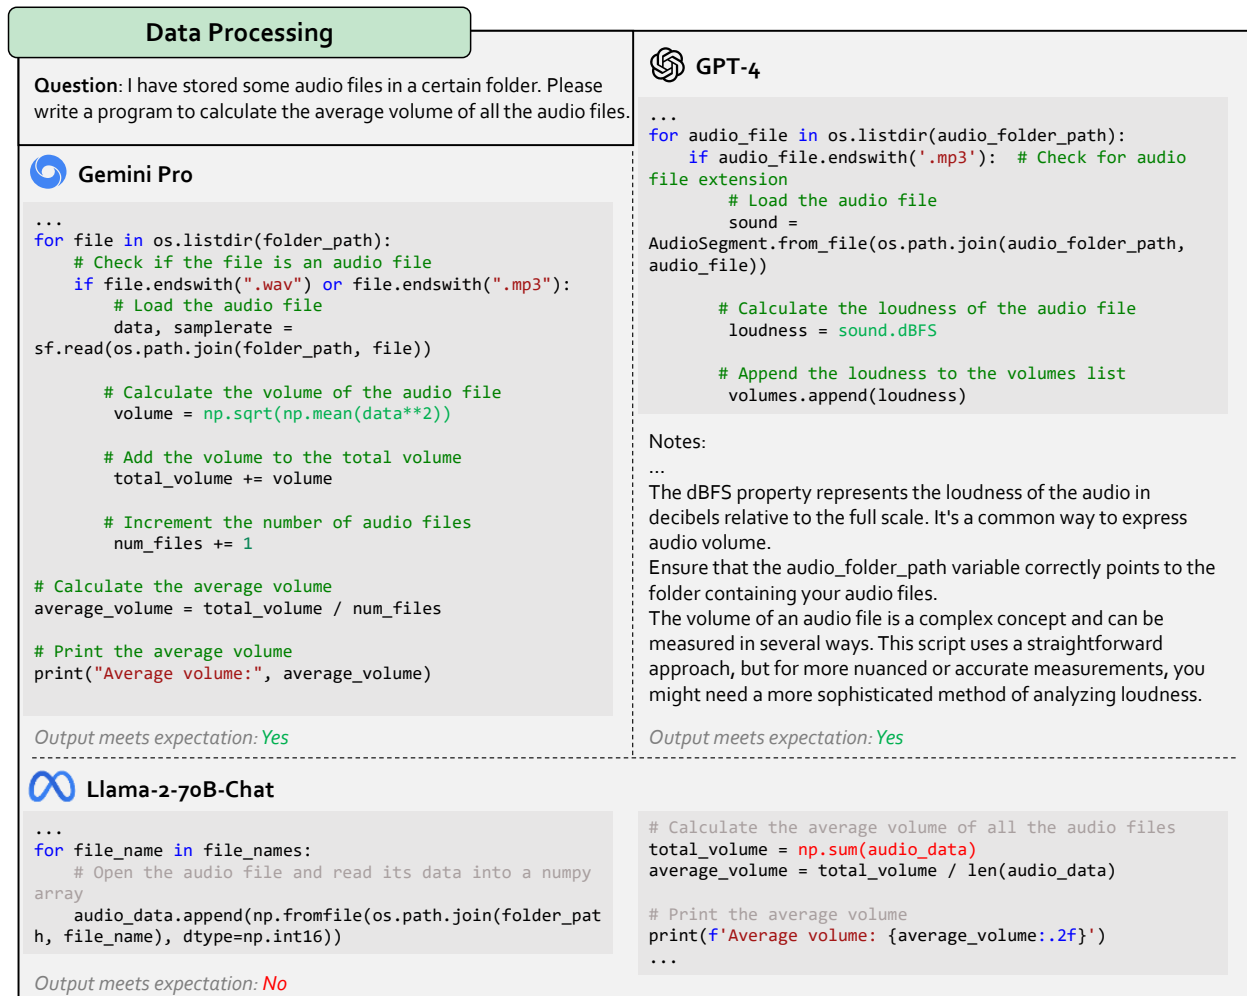 Data Processing
Question: I have stored some audio files in a certain folder. Please
write a program to calculate the average volume of all the audio files.
Gemini Pro
...
for file in os.listdir(folder_path):
    # Check if the file is an audio file
    if file.endswith(".wav") or file.endswith(".mp3"):
        # Load the audio file
        data, samplerate =
sf.read(os.path.join(folder_path, file))
       # Calculate the volume of the audio file
        volume = np.sqrt(np.mean(data**2))
       # Add the volume to the total volume
        total_volume += volume
       # Increment the number of audio files
        num_files += 1
# Calculate the average volume
average_volume = total_volume / num_files
# Print the average volume
print("Average volume:", average_volume)
Output meets expectation: Yes
GPT-4
...
for audio_file in os.listdir(audio_folder_path):
    if audio_file.endswith('.mp3'):  # Check for audio
file extension
        # Load the audio file
        sound =
AudioSegment.from_file(os.path.join(audio_folder_path,
audio_file))
       # Calculate the loudness of the audio file
        loudness = sound.dBFS
       # Append the loudness to the volumes list
        volumes.append(loudness)
Notes:
...
The dBFS property represents the loudness of the audio in
decibels relative to the full scale. It's a common way to express
audio volume.
Ensure that the audio_folder_path variable correctly points to the
folder containing your audio files.
The volume of an audio file is a complex concept and can be
measured in several ways. This script uses a straightforward
approach, but for more nuanced or accurate measurements, you
might need a more sophisticated method of analyzing loudness.
Output meets expectation: Yes
Llama-2-70B-Chat
...
for file_name in file_names:
    # Open the audio file and read its data into a numpy
array
    audio_data.append(np.fromfile(os.path.join(folder_pat
h, file_name), dtype=np.int16))
Output meets expectation: No
# Calculate the average volume of all the audio files
total_volume = np.sum(audio_data)
average_volume = total_volume / len(audio_data)
# Print the average volume
print(f'Average volume: {average_volume:.2f}')
...